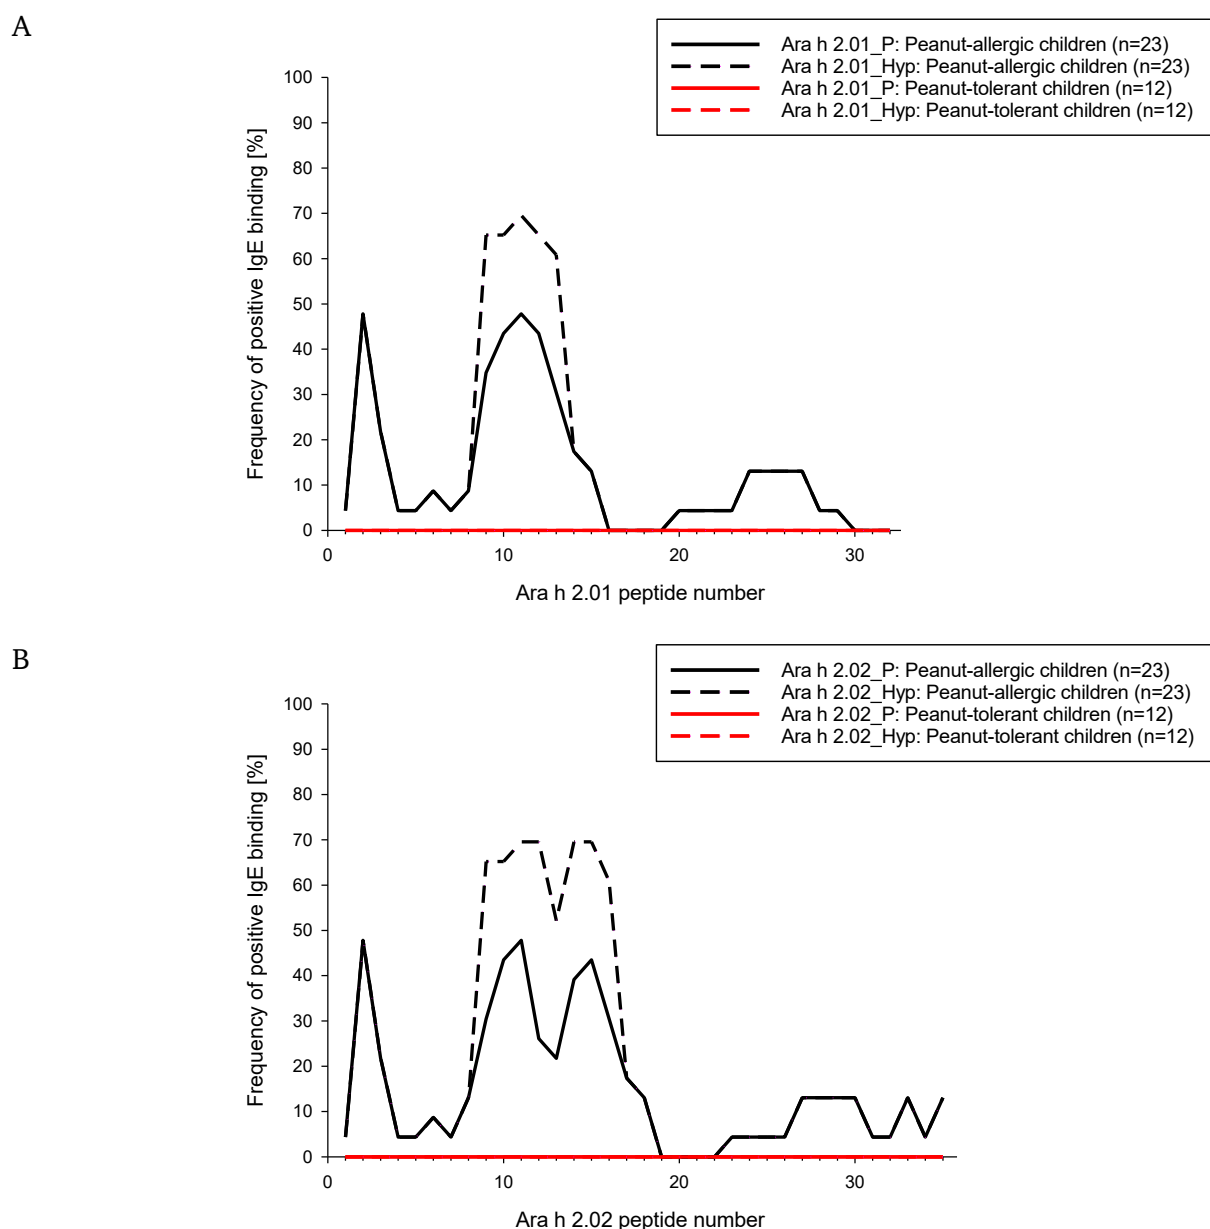 A
Ara h 2.01_P: Peanut-allergic children (n=23)
Ara h 2.01_Hyp: Peanut-allergic children (n=23)
Ara h 2.01_P: Peanut-tolerant children (n=12)
Ara h 2.01_Hyp: Peanut-tolerant children (n=12)
Frequency of positive IgE binding [%]
100
90
80
70
60
50
40
30
20
10
0
0 10 20 30
Ara h 2.01 peptide number
B
Ara h 2.02_P: Peanut-allergic children (n=23)
Ara h 2.02_Hyp: Peanut-allergic children (n=23)
Ara h 2.02_P: Peanut-tolerant children (n=12)
Ara h 2.02_Hyp: Peanut-tolerant children (n=12)
Frequency of positive IgE binding [%]
100
90
80
70
60
50
40
30
20
10
0
0 10 20 30
Ara h 2.02 peptide number